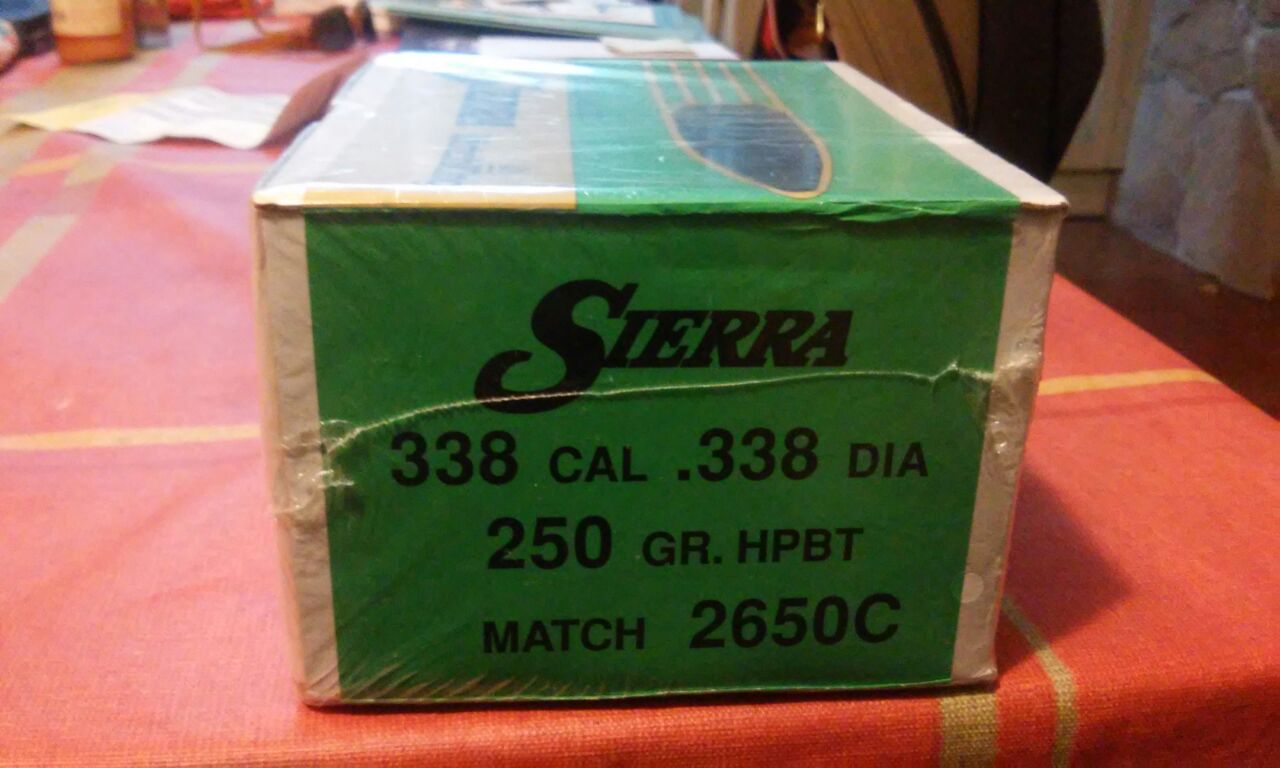 SIERRA
338 CAL .338 DIA
250 GR. HPBT
MATCH 2650C